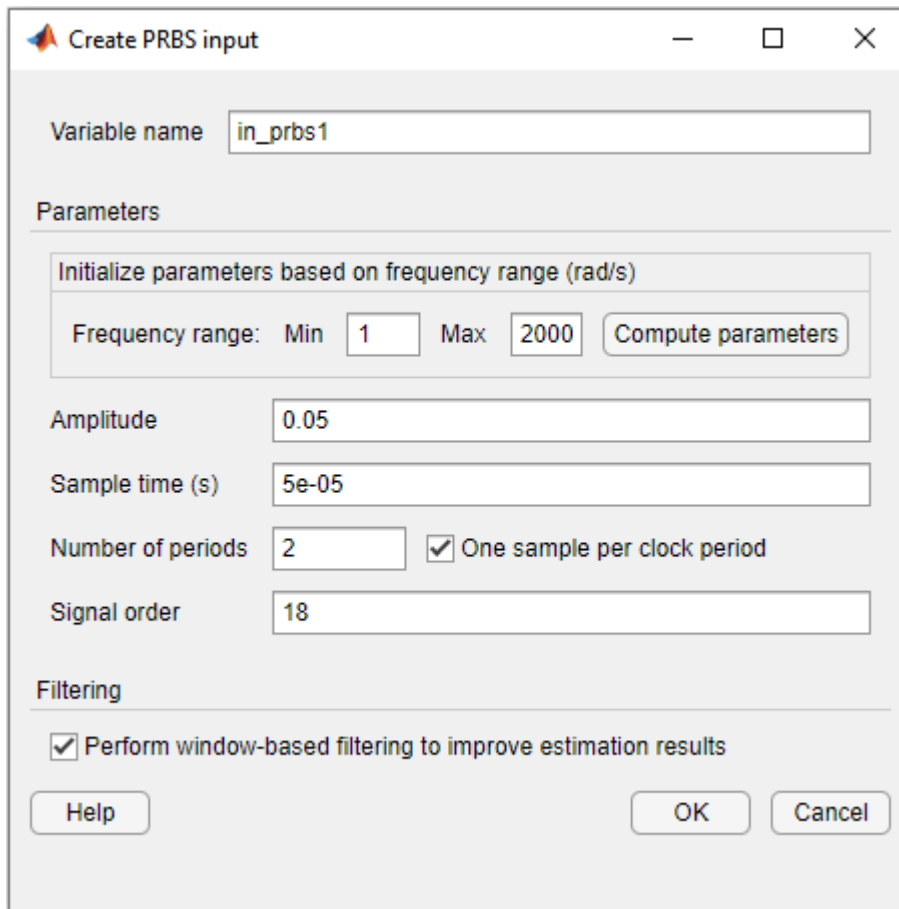 Create PRBS input
Variable name in_prbs1
Parameters
Initialize parameters based on frequency range (rad/s)
Frequency range: Min 1 Max 2000 Compute parameters
Amplitude 0.05
Sample time (s) 5e-05
Number of periods 2 One sample per clock period
Signal order 18
Filtering
Perform window-based filtering to improve estimation results
Help OK Cancel